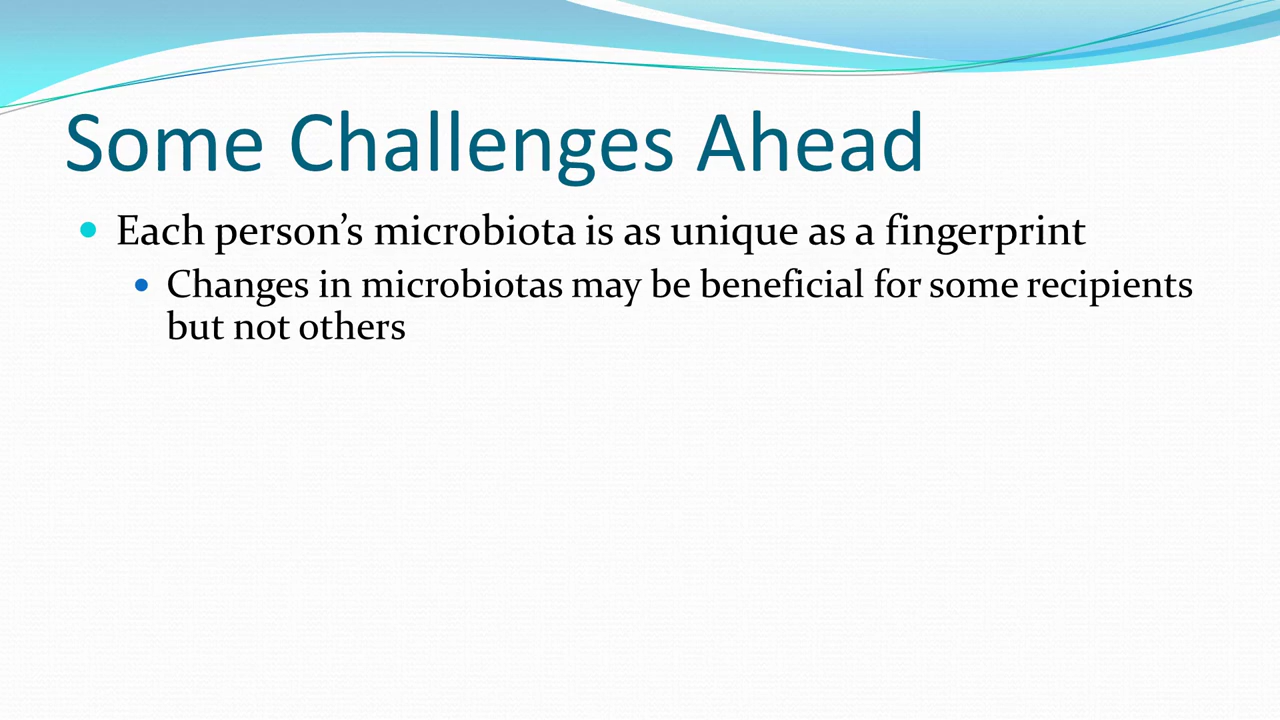 Some Challenges Ahead
Each person’s microbiota is as unique as a fingerprint
Changes in microbiotas may be beneficial for some recipients
but not others